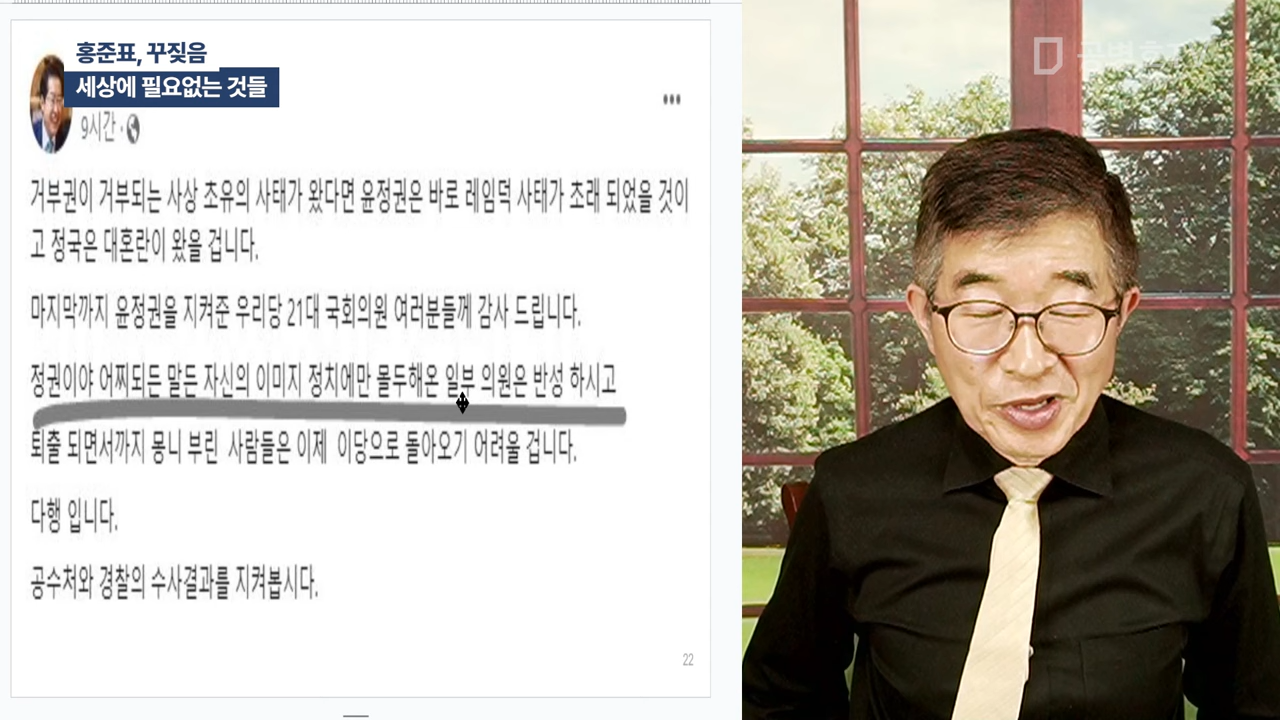 홍준표, 꾸짖음
세상에 필요없는 것들
9시간 ·
거부권이 거부되는 사상 초유의 사태가 왔다면 윤정권은 바로 레임덕 사태가 초래 되었을 것이
고 정국은 대혼란이 왔을 겁니다.
마지막까지 윤정권을 지켜준 우리당 21대 국회의원 여러분들께 감사 드립니다.
정권이야 어찌되든 말든 자신의 이미지 정치에만 몰두해온 일부 의원은 반성 하시고
퇴출 되면서까지 몽니 부린 사람들은 이제 이당으로 돌아오기 어려울 겁니다.
다행 입니다.
공수처와 경찰의 수사결과를 지켜봅시다.
22